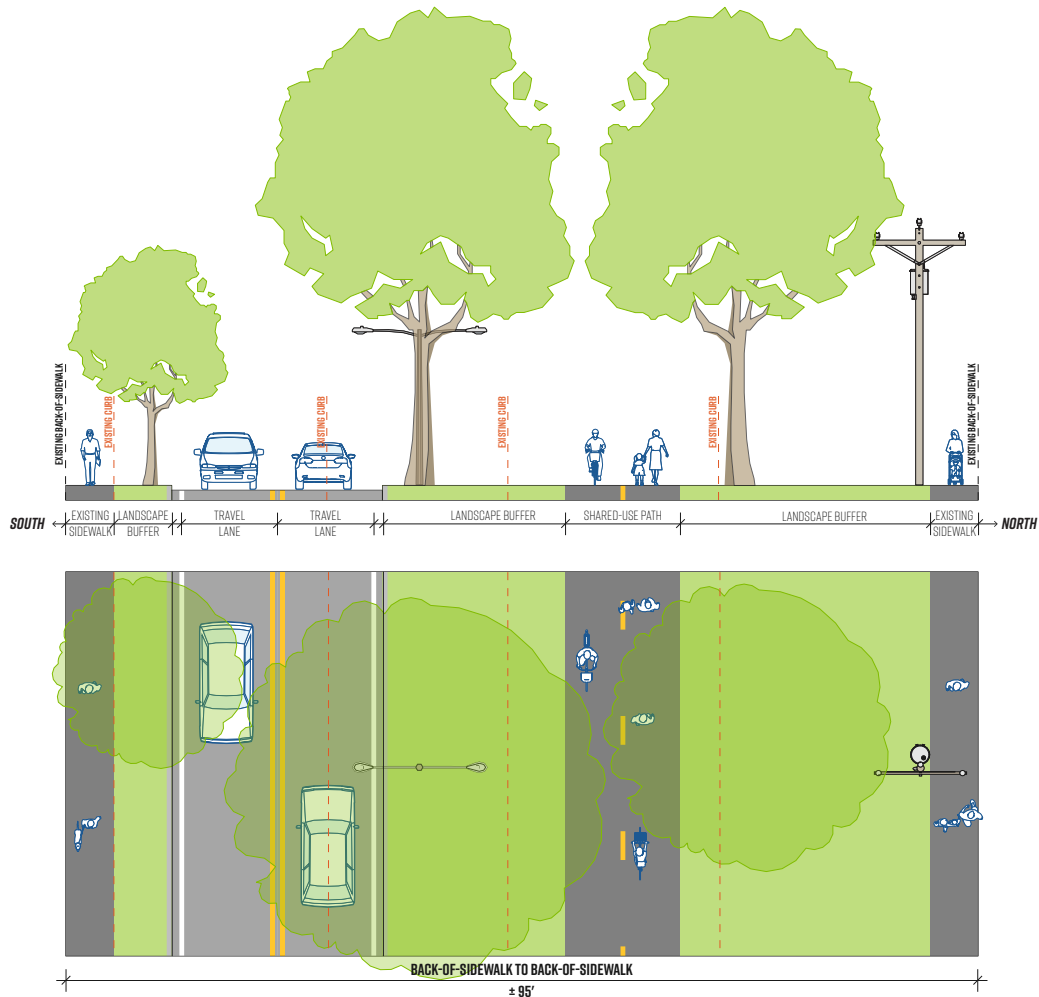 EXISTING BACK-OF-SIDEWALK
EXISTING CURB
EXISTING CURB
EXISTING CURB
EXISTING CURB
EXISTING BACK-OF-SIDEWALK
SOUTH
EXISTING
SIDEWALK
LANDSCAPE
BUFFER
TRAVEL
LANE
TRAVEL
LANE
LANDSCAPE BUFFER
SHARED-USE PATH
LANDSCAPE BUFFER
EXISTING
SIDEWALK
NORTH
BACK-OF-SIDEWALK TO BACK-OF-SIDEWALK
± 95'